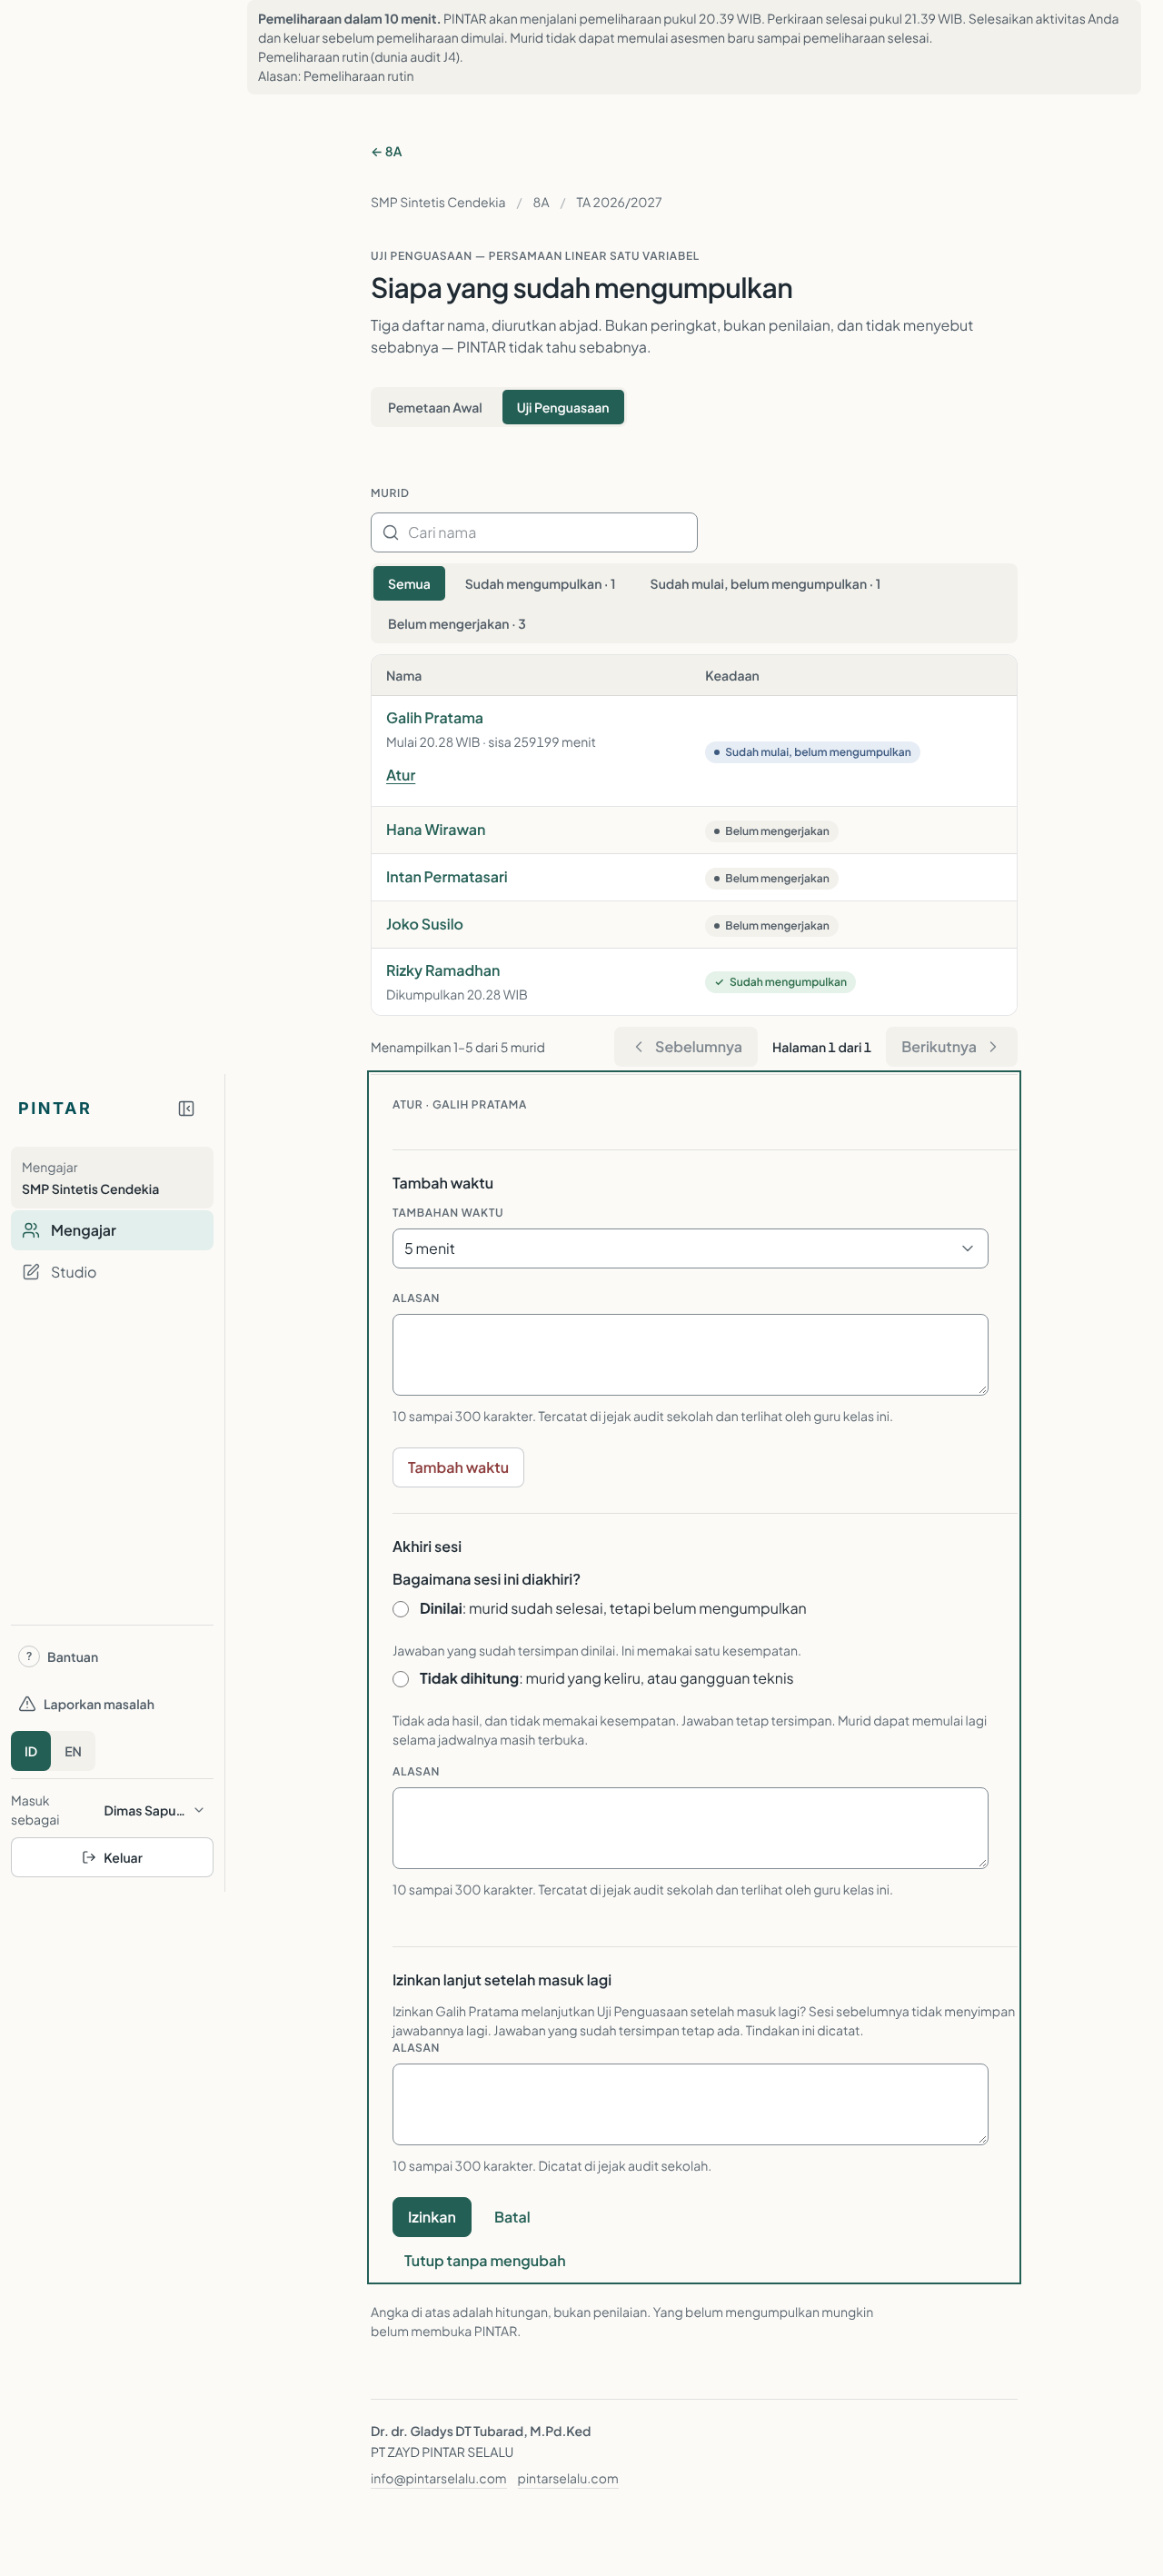 Pemeliharaan dalam 10 menit. PINTAR akan menjalani pemeliharaan pukul 20.39 WIB. Perkiraan selesai pukul 21.39 WIB. Selesaikan aktivitas Anda
dan keluar sebelum pemeliharaan dimulai. Murid tidak dapat memulai asesmen baru sampai pemeliharaan selesai.
Pemeliharaan rutin (dunia audit J4).
Alasan: Pemeliharaan rutin
← 8A
SMP Sintetis Cendekia / 8A / TA 2026/2027
UJI PENGUASAAN — PERSAMAAN LINEAR SATU VARIABEL
Siapa yang sudah mengumpulkan
Tiga daftar nama, diurutkan abjad. Bukan peringkat, bukan penilaian, dan tidak menyebut
sebabnya — PINTAR tidak tahu sebabnya.
Pemetaan Awal Uji Penguasaan
MURID
Cari nama
Semua Sudah mengumpulkan · 1 Sudah mulai, belum mengumpulkan · 1
Belum mengerjakan · 3
Nama Keadaan
Galih Pratama
Mulai 20.28 WIB · sisa 259199 menit
Sudah mulai, belum mengumpulkan
Atur
Hana Wirawan Belum mengerjakan
Intan Permatasari Belum mengerjakan
Joko Susilo Belum mengerjakan
Rizky Ramadhan
Dikumpulkan 20.28 WIB
Sudah mengumpulkan
Menampilkan 1–5 dari 5 murid Sebelumnya Halaman 1 dari 1 Berikutnya
PINTAR
Mengajar
SMP Sintetis Cendekia
Mengajar
Studio
? Bantuan
Laporkan masalah
ID EN
Masuk
sebagai
Dimas Sapu...
Keluar
ATUR · GALIH PRATAMA
Tambah waktu
TAMBAHAN WAKTU
5 menit
ALASAN
10 sampai 300 karakter. Tercatat di jejak audit sekolah dan terlihat oleh guru kelas ini.
Tambah waktu
Akhiri sesi
Bagaimana sesi ini diakhiri?
Dinilai: murid sudah selesai, tetapi belum mengumpulkan
Jawaban yang sudah tersimpan dinilai. Ini memakai satu kesempatan.
Tidak dihitung: murid yang keliru, atau gangguan teknis
Tidak ada hasil, dan tidak memakai kesempatan. Jawaban tetap tersimpan. Murid dapat memulai lagi
selama jadwalnya masih terbuka.
ALASAN
10 sampai 300 karakter. Tercatat di jejak audit sekolah dan terlihat oleh guru kelas ini.
Izinkan lanjut setelah masuk lagi
Izinkan Galih Pratama melanjutkan Uji Penguasaan setelah masuk lagi? Sesi sebelumnya tidak menyimpan
jawabannya lagi. Jawaban yang sudah tersimpan tetap ada. Tindakan ini dicatat.
ALASAN
10 sampai 300 karakter. Dicatat di jejak audit sekolah.
Izinkan Batal
Tutup tanpa mengubah
Angka di atas adalah hitungan, bukan penilaian. Yang belum mengumpulkan mungkin
belum membuka PINTAR.
Dr. dr. Gladys DT Tubarad, M.Pd.Ked
PT ZAYD PINTAR SELALU
info@pintarselalu.com pintarselalu.com